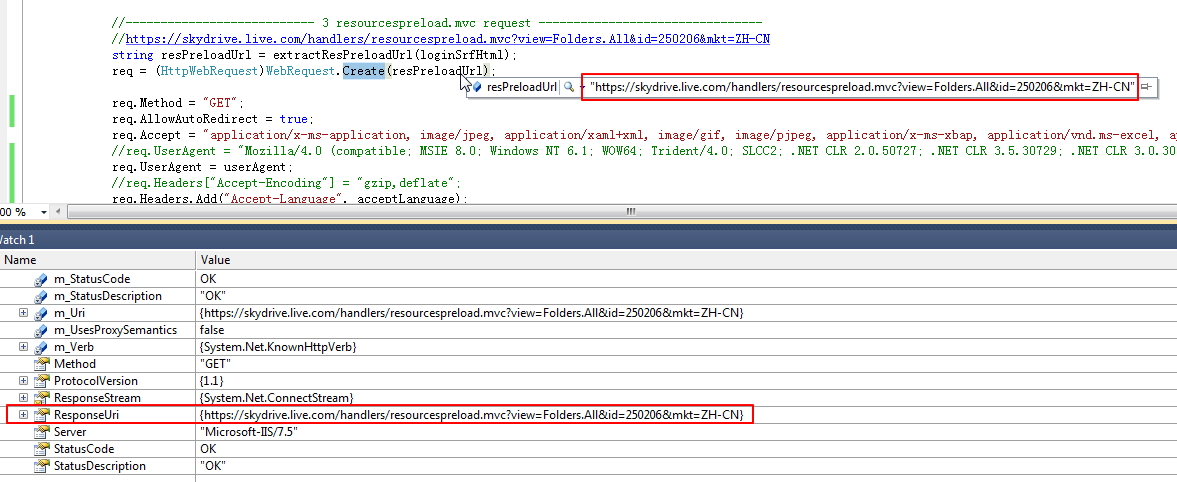 //---------------------------- 3 resourcespreload.mvc request ---------------------------------
//https://skydrive.live.com/handlers/resourcespreload.mvc?view=Folders.All&id=250206&mkt=ZH-CN
string resPreloadUrl = extractResPreloadUrl(loginSrfHtml);
req = (HttpWebRequest)WebRequest.Create(resPreloadUrl);
resPreloadUrl "https://skydrive.live.com/handlers/resourcespreload.mvc?view=Folders.All&id=250206&mkt=ZH-CN"
req.Method = "GET";
req.AllowAutoRedirect = true;
req.Accept = "application/x-ms-application, image/jpeg, application/xaml+xml, image/gif, image/pjpeg, application/x-ms-xbap, application/vnd.ms-excel, a
//req.UserAgent = "Mozilla/4.0 (compatible; MSIE 8.0; Windows NT 6.1; WOW64; Trident/4.0; SLCC2; .NET CLR 2.0.50727; .NET CLR 3.5.30729; .NET CLR 3.0.30
req.UserAgent = userAgent;
//req.Headers["Accept-Encoding"] = "gzip,deflate";
req.Headers.Add("Accept-Language", acceptLanguage);
00 %
Watch 1
Name Value
m_StatusCode OK
m_StatusDescription "OK"
m_Uri {https://skydrive.live.com/handlers/resourcespreload.mvc?view=Folders.All&id=250206&mkt=ZH-CN}
m_UsesProxySemantics false
m_Verb {System.Net.KnownHttpVerb}
Method "GET"
ProtocolVersion {1.1}
ResponseStream {System.Net.ConnectStream}
ResponseUri {https://skydrive.live.com/handlers/resourcespreload.mvc?view=Folders.All&id=250206&mkt=ZH-CN}
Server "Microsoft-IIS/7.5"
StatusCode OK
StatusDescription "OK"